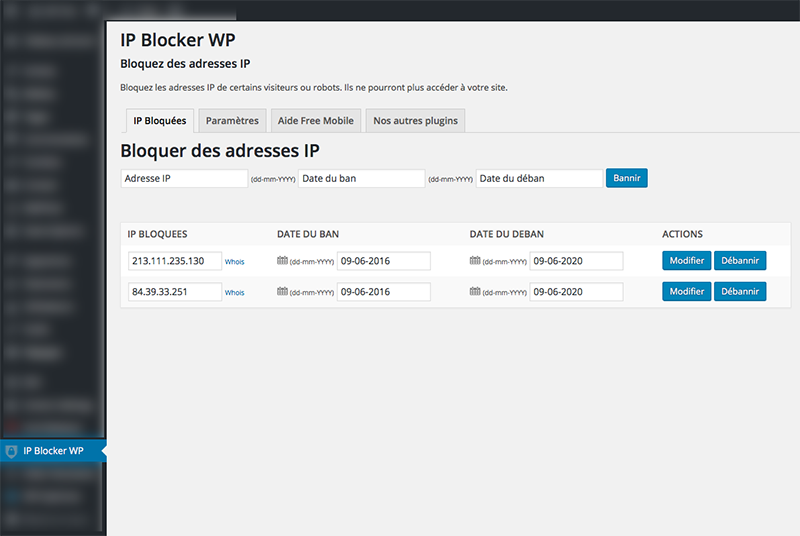 IP Blocker WP
Bloquez des adresses IP
Bloquez les adresses IP de certains visiteurs ou robots. Ils ne pourront plus accéder à votre site.
IP Bloquées Paramètres Aide Free Mobile Nos autres plugins
Bloquer des adresses IP
Adresse IP (dd-mm-YYYY) Date du ban (dd-mm-YYYY) Date du déban Bannir
IP BLOQUEES DATE DU BAN DATE DU DEBAN ACTIONS
213.111.235.130 Whois (dd-mm-YYYY) 09-06-2016 (dd-mm-YYYY) 09-06-2020 Modifier Débannir
84.39.33.251 Whois (dd-mm-YYYY) 09-06-2016 (dd-mm-YYYY) 09-06-2020 Modifier Débannir
IP Blocker WP